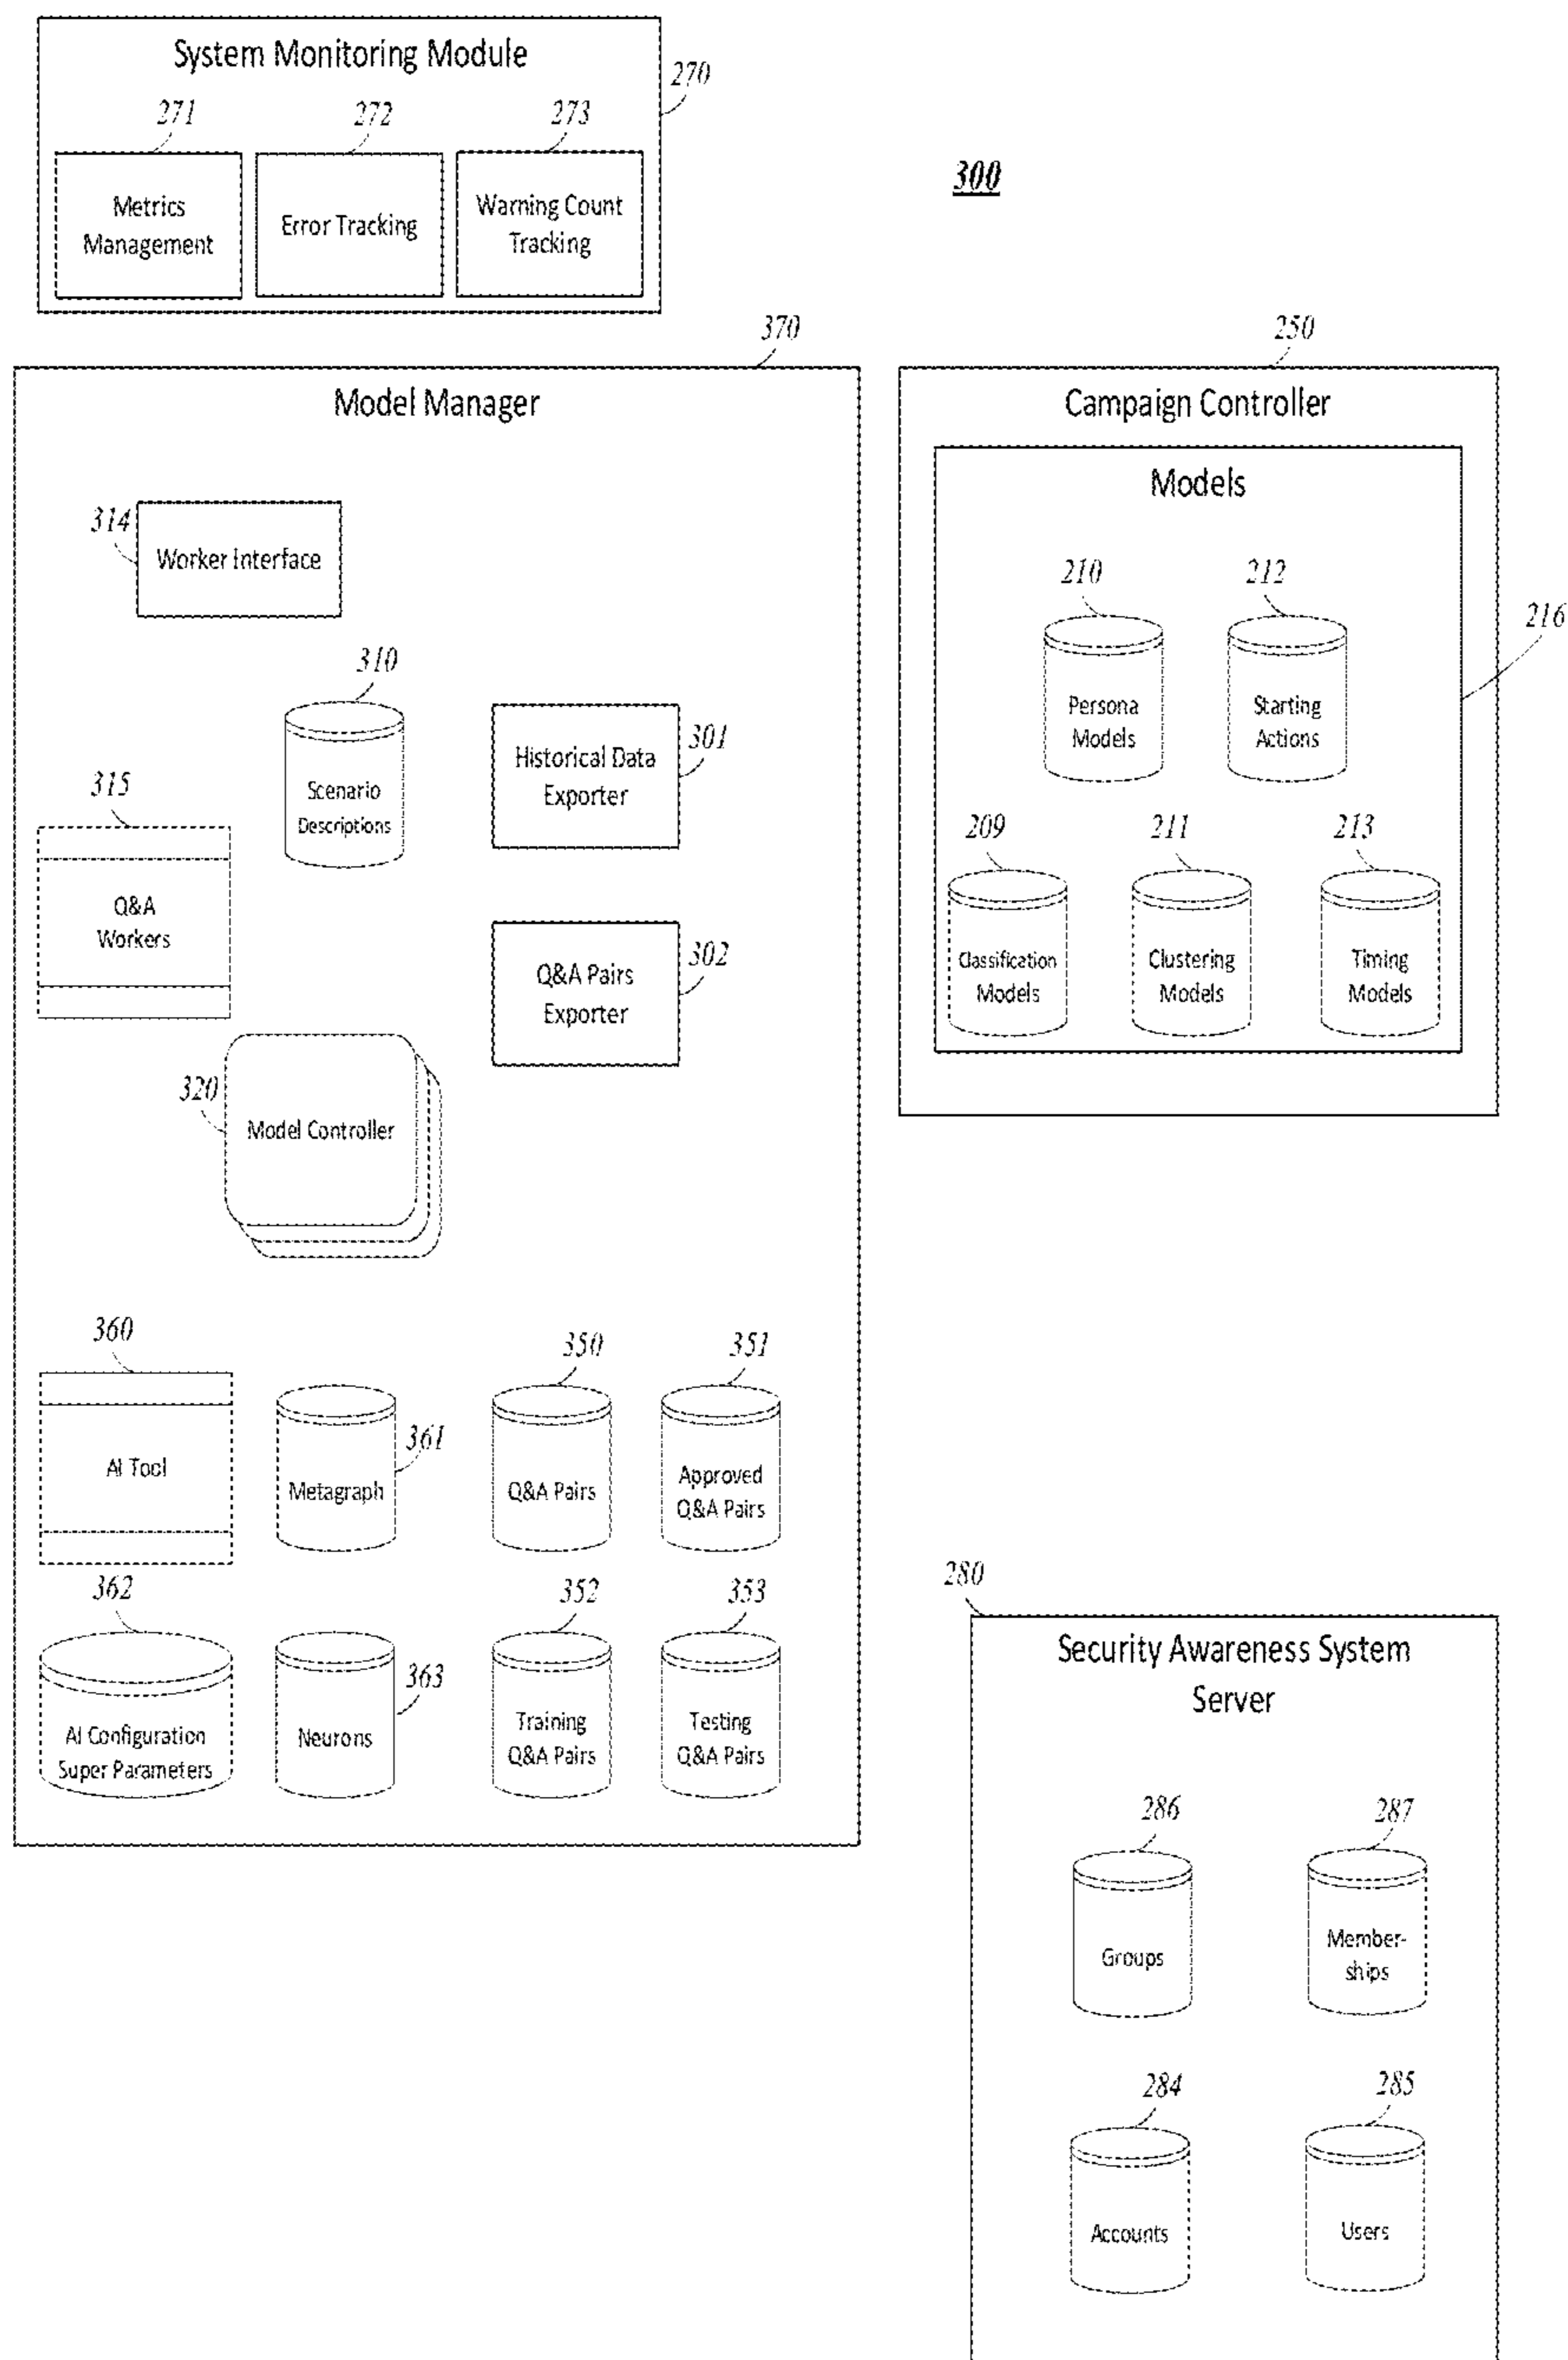 System Monitoring Module
270
271
272
273
Metrics
Management
Error Tracking
Warning Count
Tracking
300
370
Model Manager
314
Worker Interface
310
Scenario
Descriptions
Historical Data
Exporter
301
315
Q&A
Workers
Q&A Pairs
Exporter
302
320
Model Controller
360
AI Tool
Metagraph
361
350
Q&A Pairs
351
Approved
Q&A Pairs
362
AI Configuration
Super Parameters
Neurons
363
352
Training
Q&A Pairs
353
Testing
Q&A Pairs
250
Campaign Controller
Models
216
210
Persona
Models
212
Starting
Actions
209
Classification
Models
211
Clustering
Models
213
Timing
Models
280
Security Awareness System
Server
286
Groups
287
Member-
ships
284
Accounts
285
Users